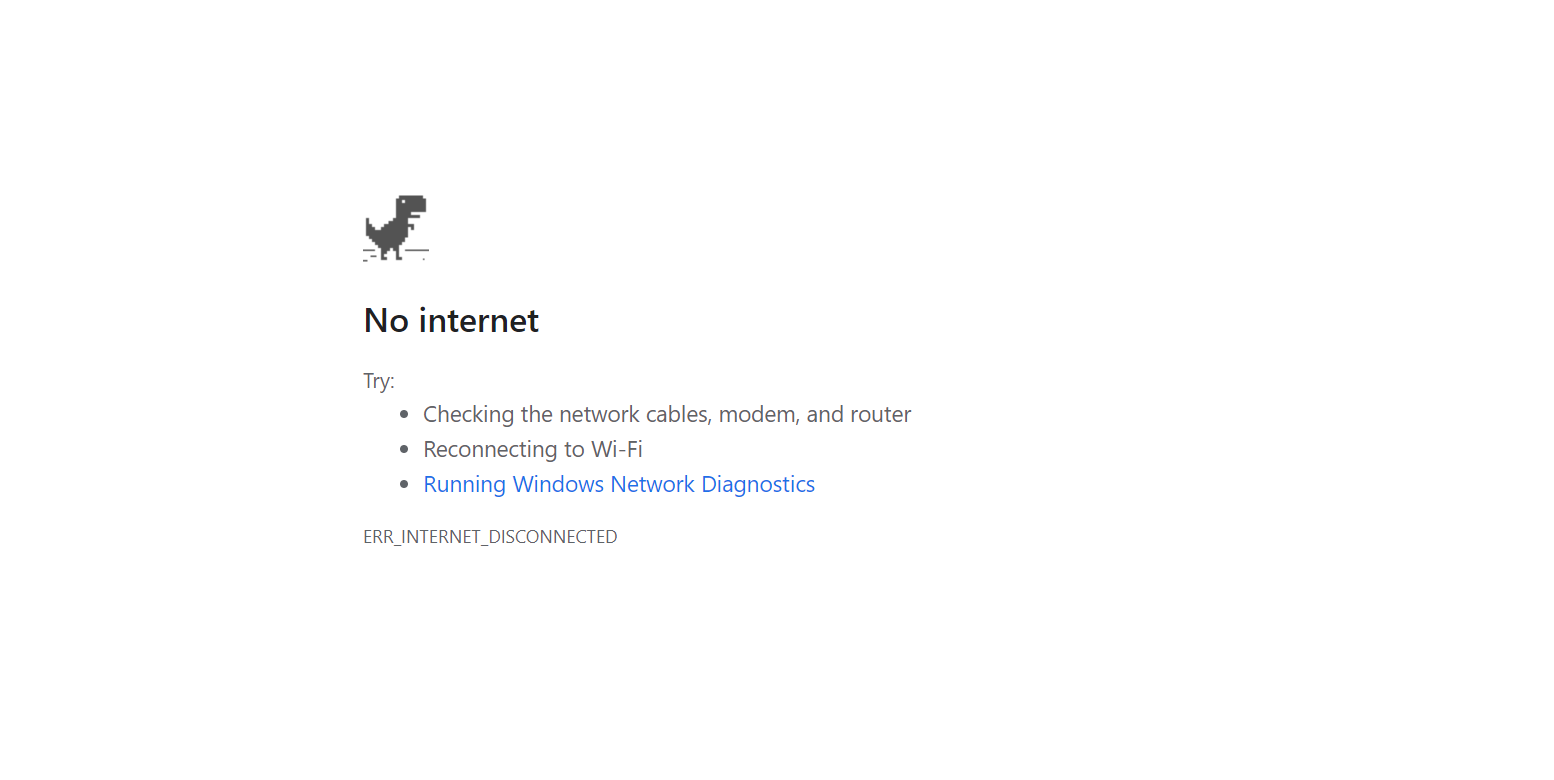 No internet
Try:
Checking the network cables, modem, and router
Reconnecting to Wi-Fi
Running Windows Network Diagnostics
ERR_INTERNET_DISCONNECTED